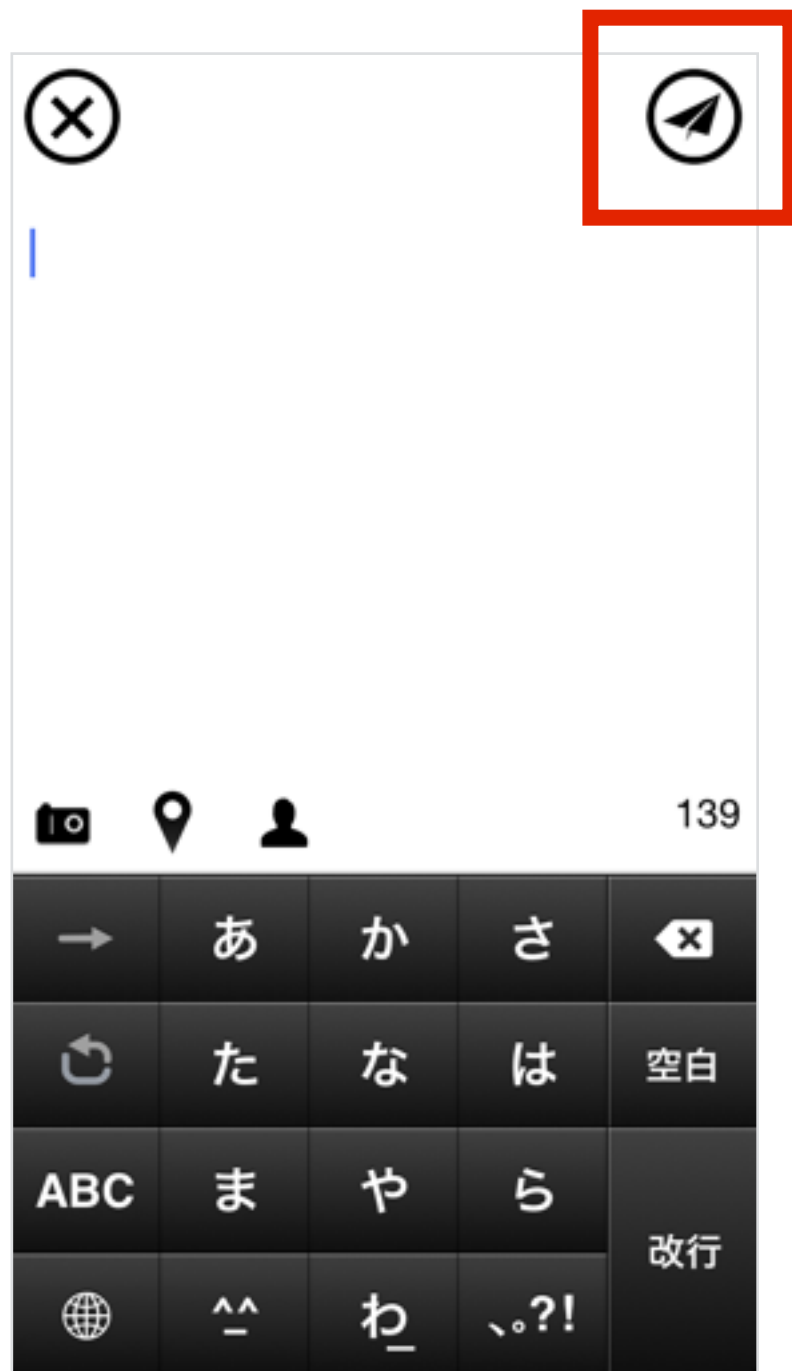 139
あ か さ
た な は 空白
ABC ま や ら
改行
^_^ わ_ 、。?!